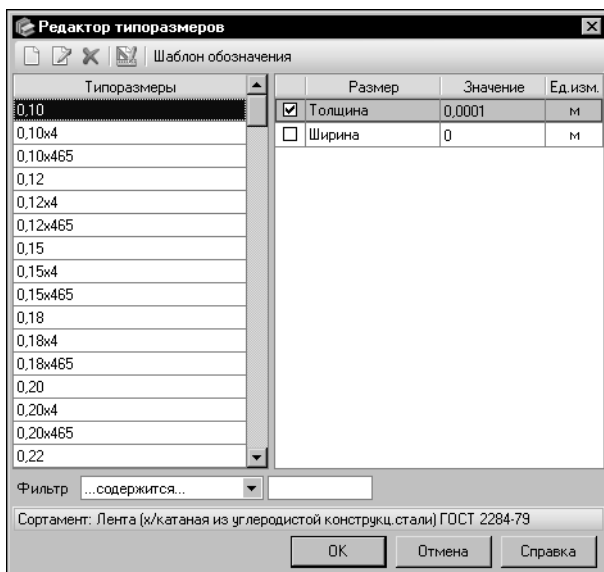 Редактор типоразмеров
Шаблон обозначения
Типоразмеры
0,10
0,10x4
0,10x465
0,12
0,12x4
0,12x465
0,15
0,15x4
0,15x465
0,18
0,18x4
0,18x465
0,20
0,20x4
0,20x465
0,22
Размер Значение Ед.изм.
Толщина 0,0001 м
Ширина 0 м
Фильтр ...содержится...
Сортамент: Лента (х/катаная из углеродистой конструкц.стали) ГОСТ 2284-79
OK Отмена Справка